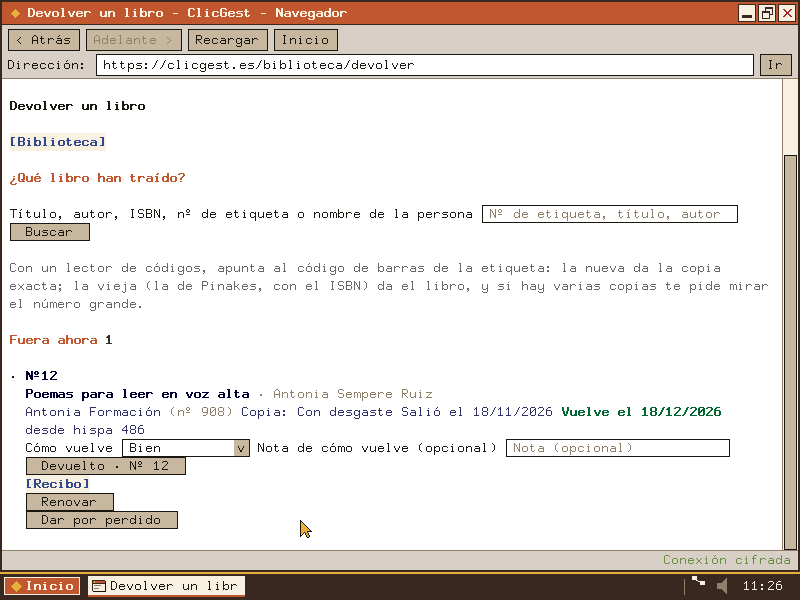 Devolver un libro - ClicGest - Navegador
< Atrás Adelante > Recargar Inicio
Dirección: https://clicgest.es/biblioteca/devolver Ir
Devolver un libro
[Biblioteca]
¿Qué libro han traído?
Título, autor, ISBN, nº de etiqueta o nombre de la persona Nº de etiqueta, título, autor
Buscar
Con un lector de códigos, apunta al código de barras de la etiqueta: la nueva da la copia
exacta; la vieja (la de Pinakes, con el ISBN) da el libro, y si hay varias copias te pide mirar
el número grande.
Fuera ahora 1
· Nº12
Poemas para leer en voz alta · Antonia Sempere Ruiz
Antonia Formación (nº 908) Copia: Con desgaste Salió el 18/11/2026 Vuelve el 18/12/2026
desde hispa 486
Cómo vuelve Bien v Nota de cómo vuelve (opcional) Nota (opcional)
Devuelto · Nº 12
[Recibo]
Renovar
Dar por perdido
Conexión cifrada
Inicio Devolver un libr 11:26